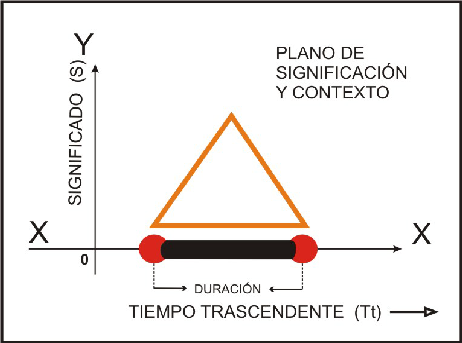 Y
PLANO DE
SIGNIFICACIÓN
Y CONTEXTO
SIGNIFICADO (S)
X
X
0
DURACIÓN
TIEMPO TRASCENDENTE (Tt)